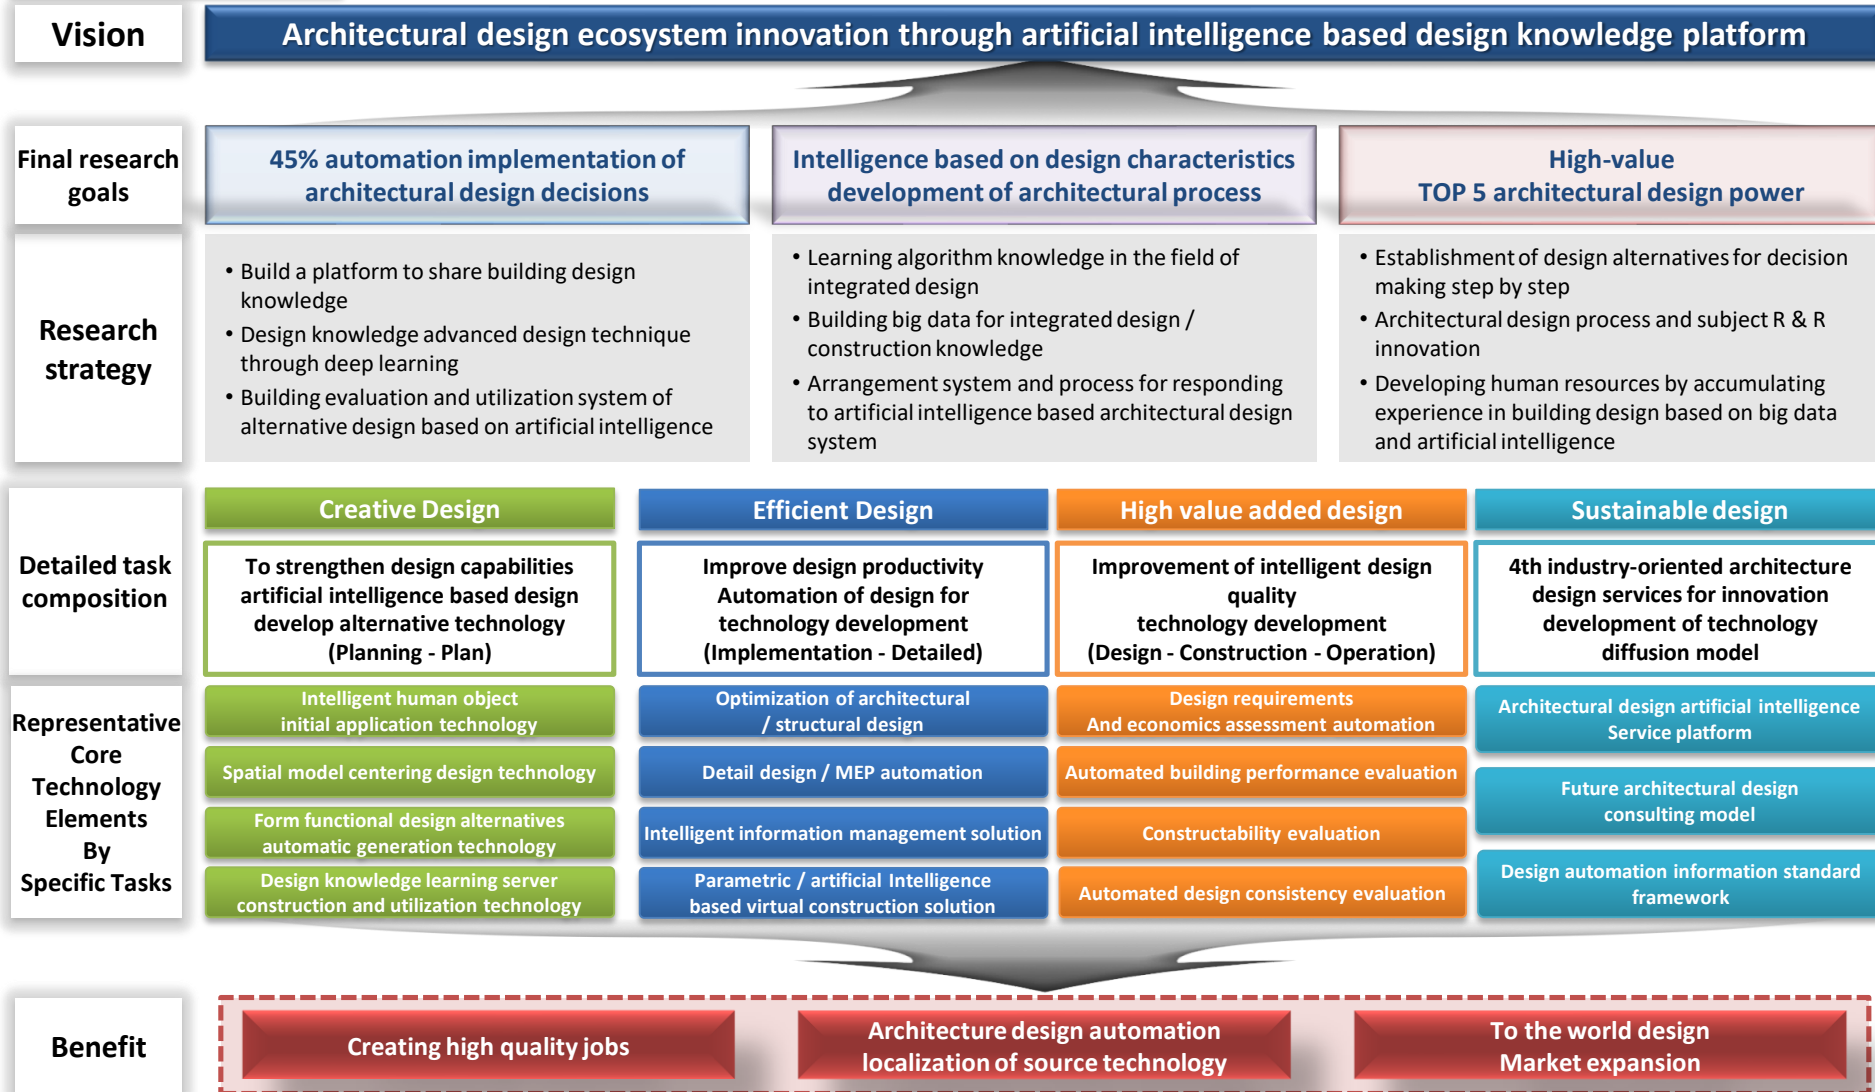 Vision
Architectural design ecosystem innovation through artificial intelligence based design knowledge platform
Final research
goals
45% automation implementation of
architectural design decisions
Intelligence based on design characteristics
development of architectural process
High-value
TOP 5 architectural design power
Research
strategy
• Build a platform to share building design
knowledge
• Design knowledge advanced design technique
through deep learning
• Building evaluation and utilization system of
alternative design based on artificial intelligence
• Learning algorithm knowledge in the field of
integrated design
• Building big data for integrated design /
construction knowledge
• Arrangement system and process for responding
to artificial intelligence based architectural design
system
• Establishment of design alternatives for decision
making step by step
• Architectural design process and subject R & R
innovation
• Developing human resources by accumulating
experience in building design based on big data
and artificial intelligence
Detailed task
composition
Creative Design
To strengthen design capabilities
artificial intelligence based design
develop alternative technology
(Planning - Plan)
Efficient Design
Improve design productivity
Automation of design for
technology development
(Implementation - Detailed)
High value added design
Improvement of intelligent design
quality
technology development
(Design - Construction - Operation)
Sustainable design
4th industry-oriented architecture
design services for innovation
development of technology
diffusion model
Representative
Core
Technology
Elements
By
Specific Tasks
Intelligent human object
initial application technology
Spatial model centering design technology
Form functional design alternatives
automatic generation technology
Design knowledge learning server
construction and utilization technology
Optimization of architectural
/ structural design
Detail design / MEP automation
Intelligent information management solution
Parametric / artificial Intelligence
based virtual construction solution
Design requirements
And economics assessment automation
Automated building performance evaluation
Constructability evaluation
Automated design consistency evaluation
Architectural design artificial intelligence
Service platform
Future architectural design
consulting model
Design automation information standard
framework
Benefit
Creating high quality jobs
Architecture design automation
localization of source technology
To the world design
Market expansion